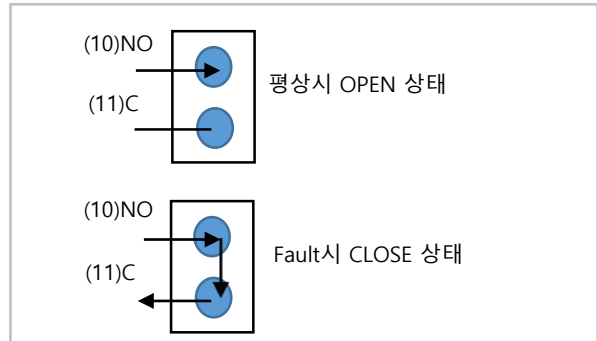 (10)NO
평상시 OPEN 상태
(11)C
(10)NO
Fault시 CLOSE 상태
(11)C